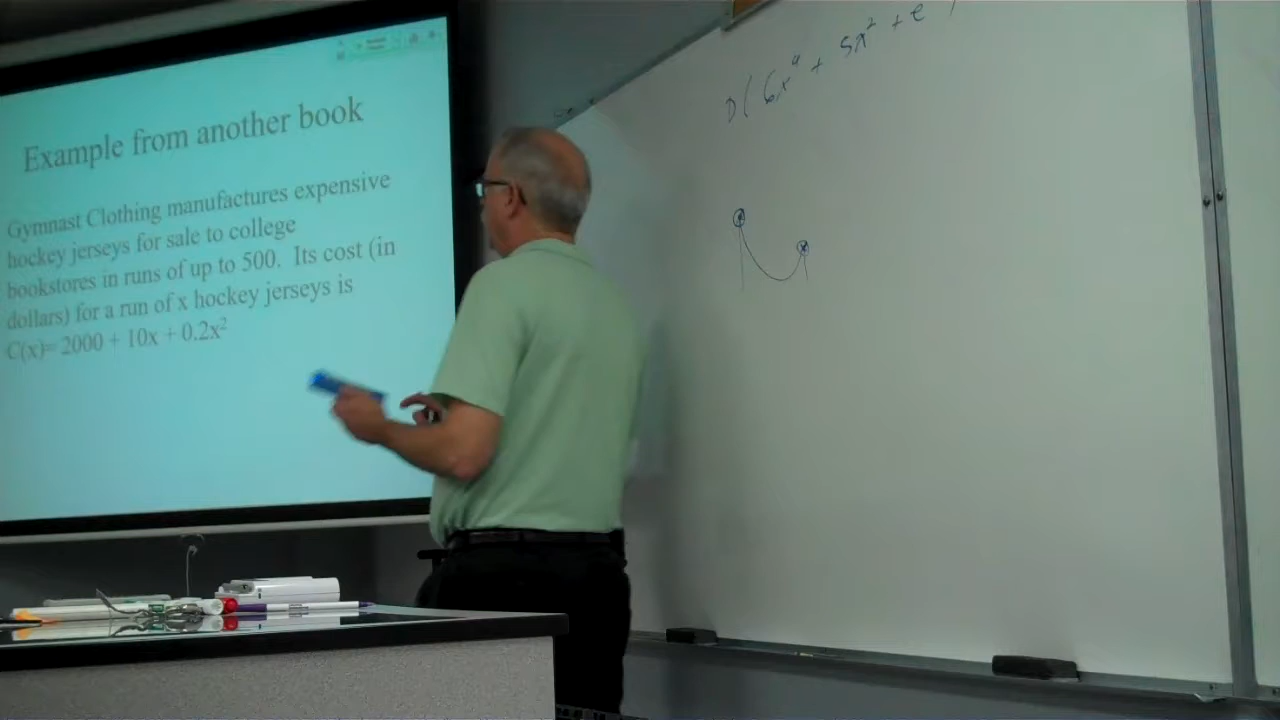 Example from another book
Gymnast Clothing manufactures expensive
hockey jerseys for sale to college
bookstores in runs of up to 500. Its cost (in
dollars) for a run of x hockey jerseys is
C(x)= 2000 + 10x + 0.2x²
D(6x⁴ + 5x² + e